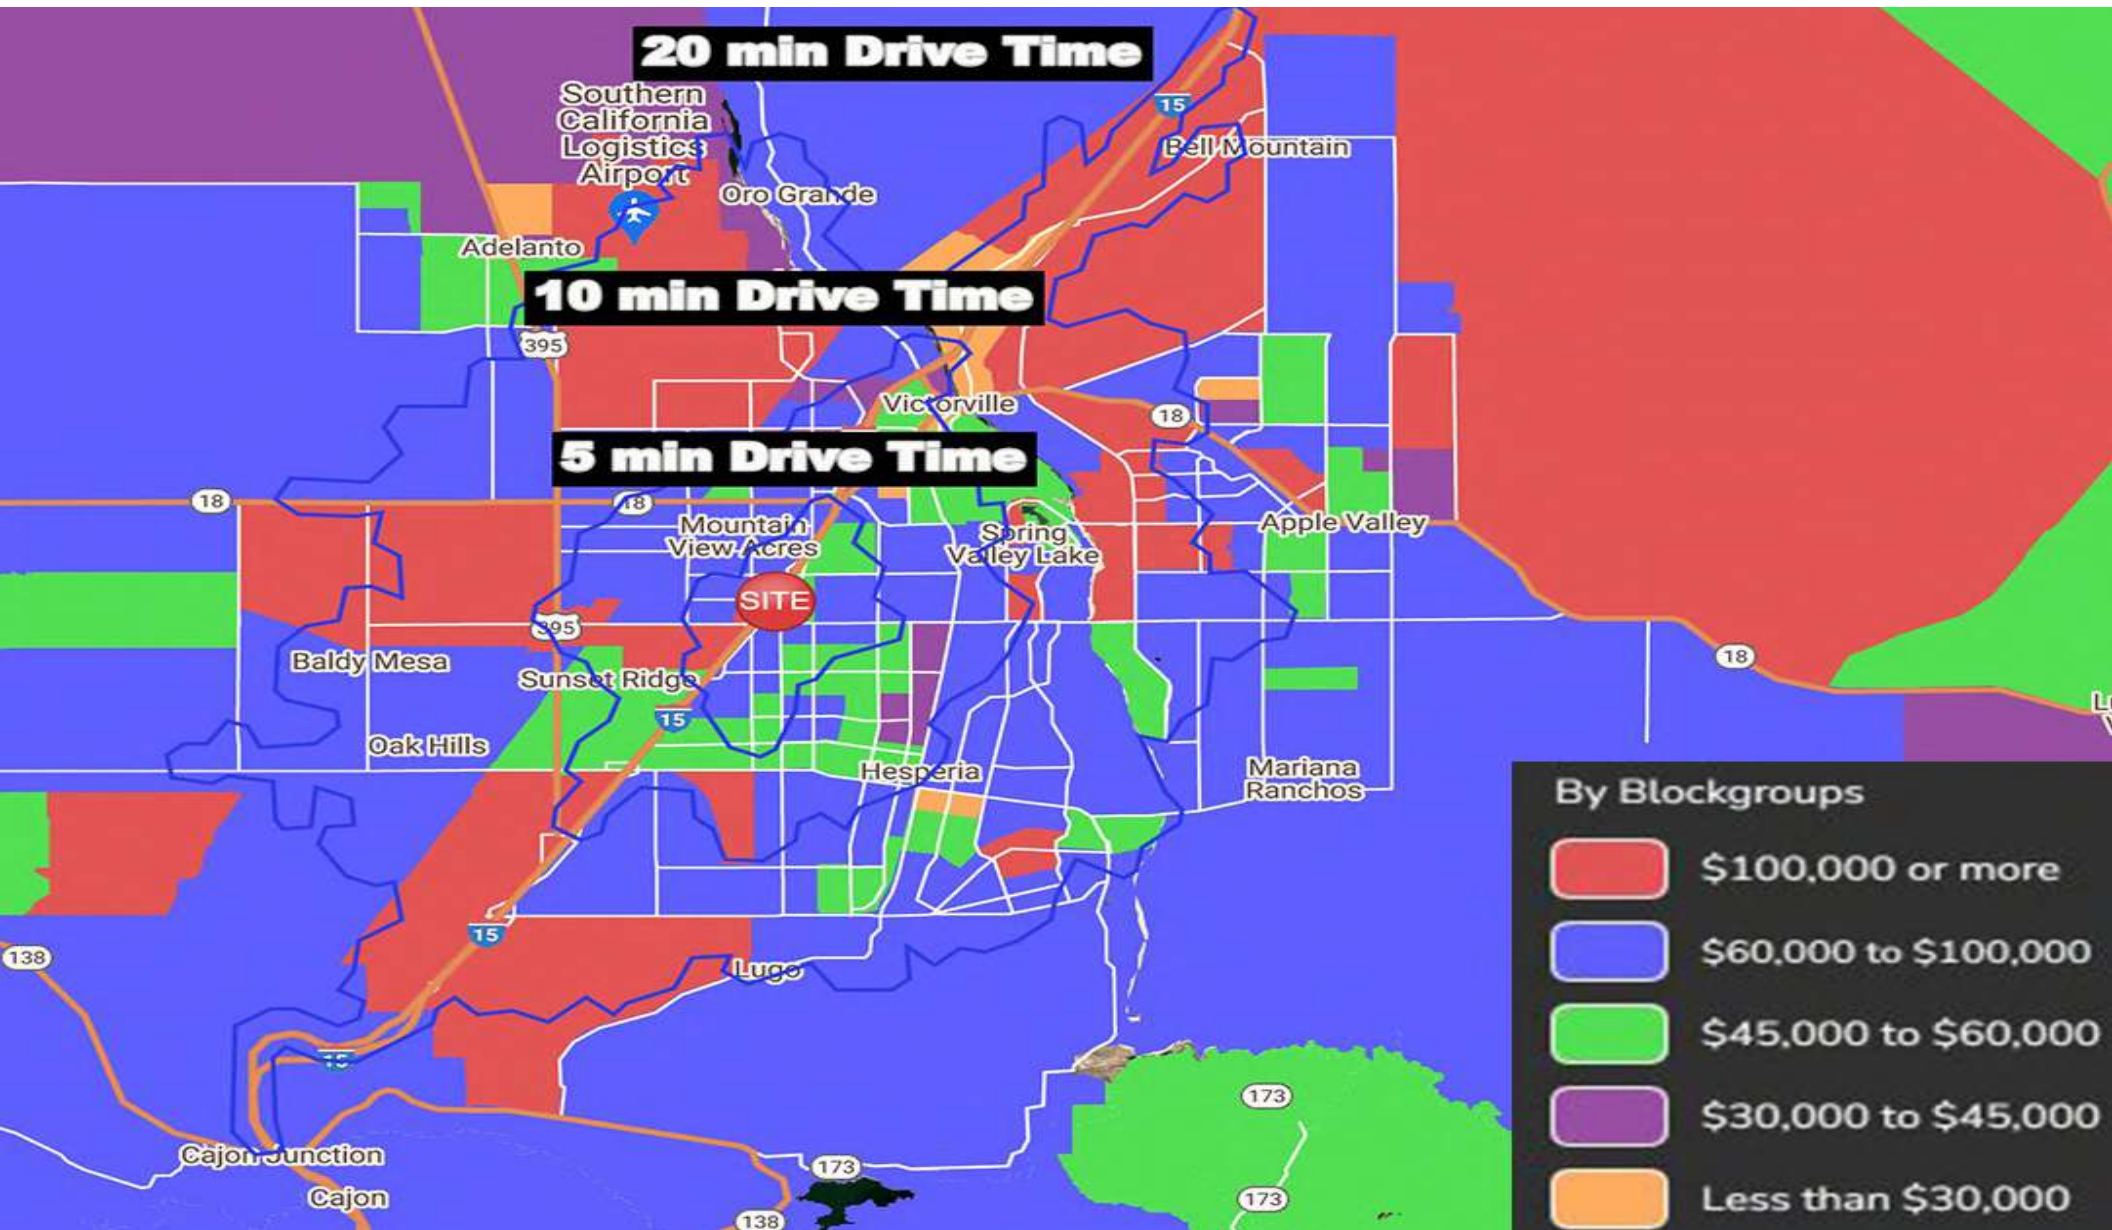 20 min Drive Time
Southern
California
Logistics
Airport
15
Bell Mountain
Oro Grande
Adelanto
10 min Drive Time
395
Victorville
18
5 min Drive Time
18
18
Mountain
View Acres
Spring
Valley Lake
Apple Valley
SITE
395
Baldy Mesa
Sunset Ridge
18
15
Oak Hills
Hesperia
Mariana
Ranchos
15
138
Lugo
15
173
Cajon Junction
173
Cajon
173
138
By Blockgroups
$100,000 or more
$60,000 to $100,000
$45,000 to $60,000
$30,000 to $45,000
Less than $30,000